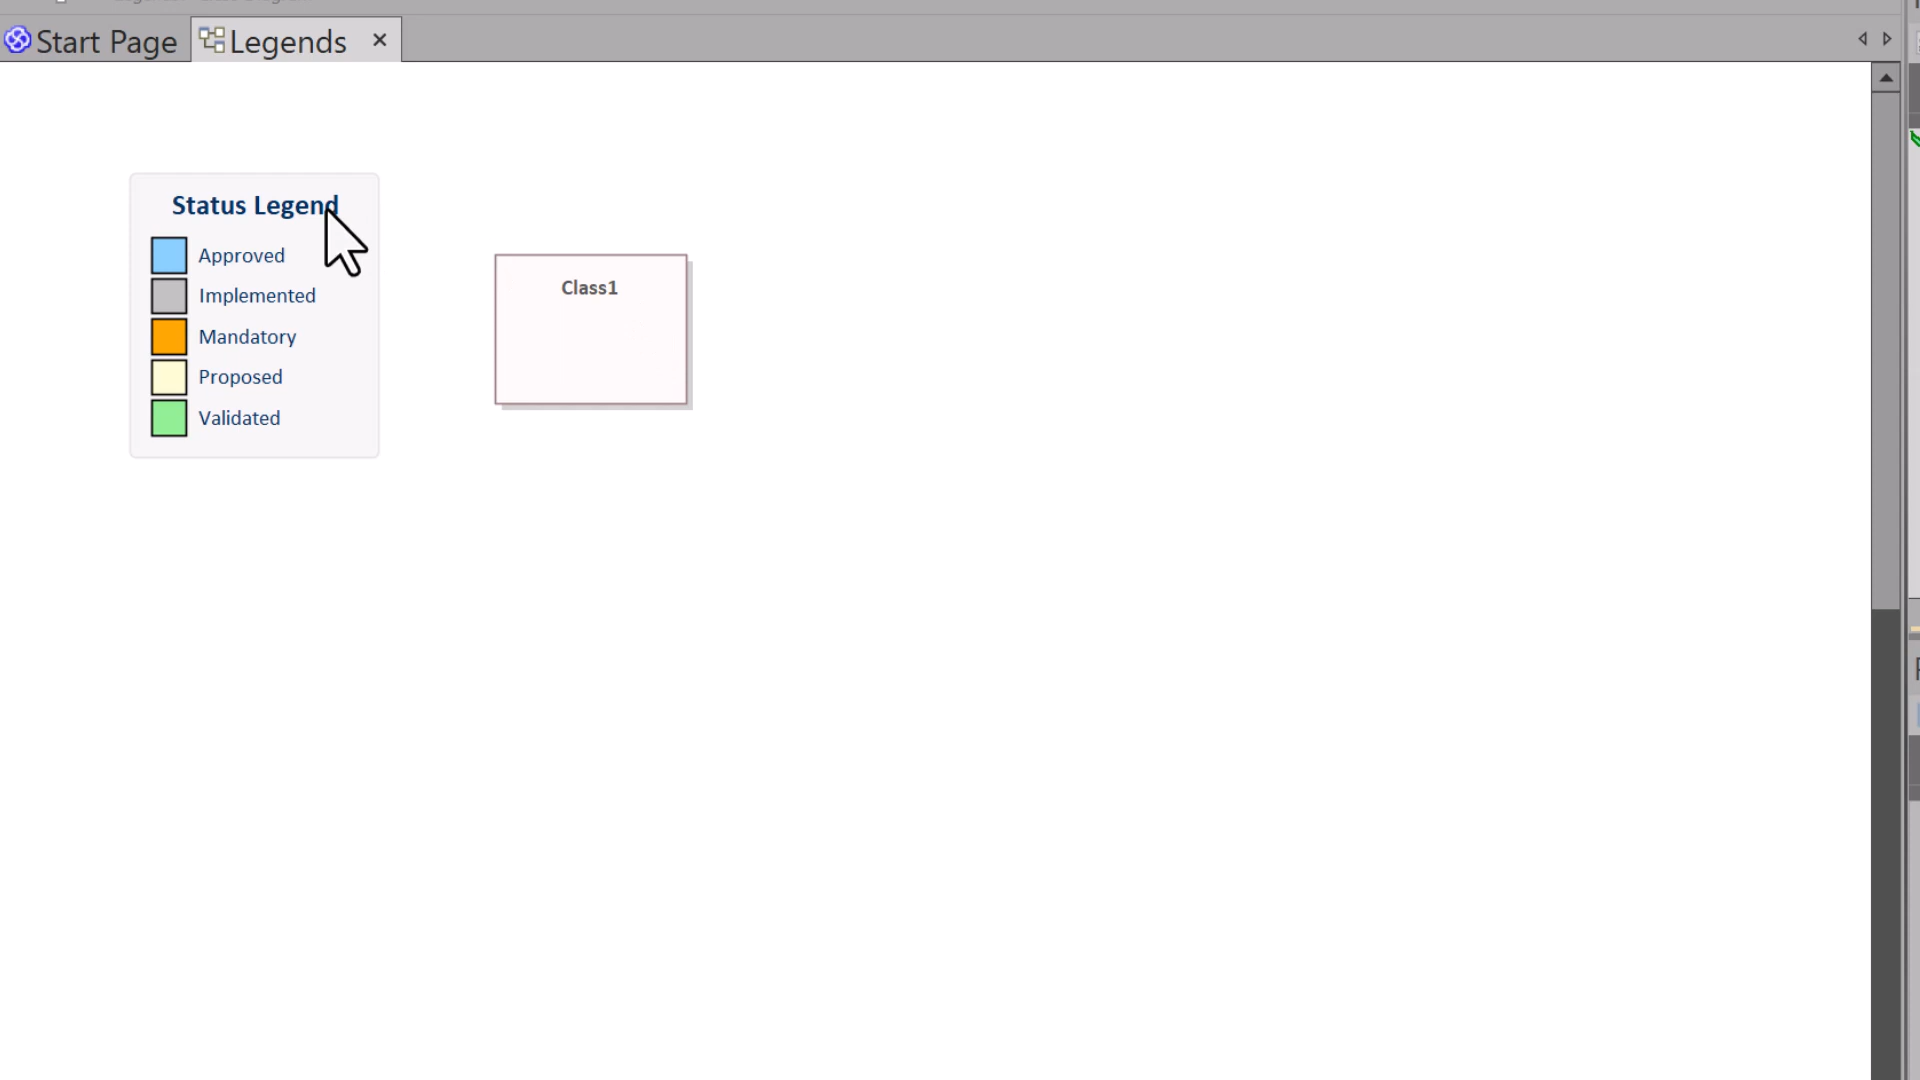 Start Page
Legends
Status Legend
Approved
Implemented
Mandatory
Proposed
Validated
Class1